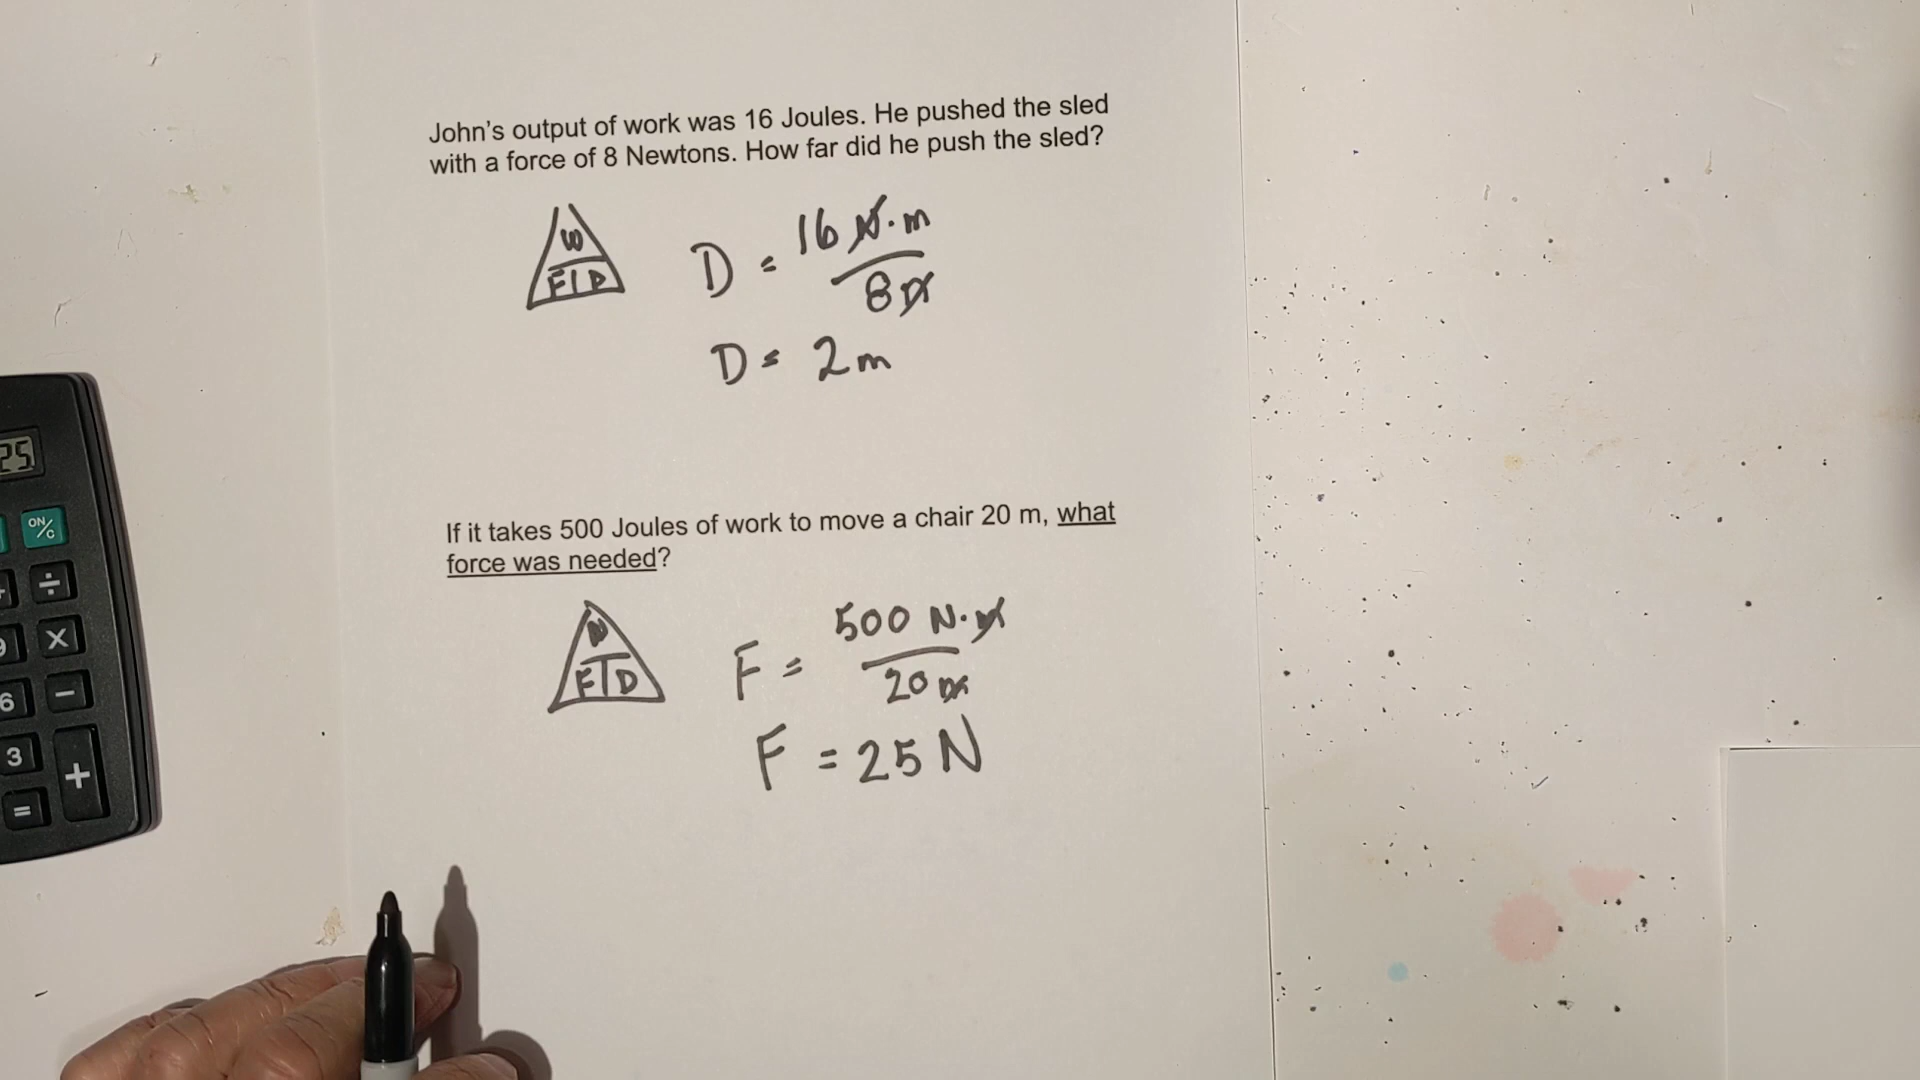 John's output of work was 16 Joules. He pushed the sled
with a force of 8 Newtons. How far did he push the sled?
W
F D
D = 16 N·m
8 N
D = 2 m
If it takes 500 Joules of work to move a chair 20 m, what
force was needed?
W
F D
F = 500 N·m
20 m
F = 25 N
25
ON/C
÷
X
6 −
3 +
=